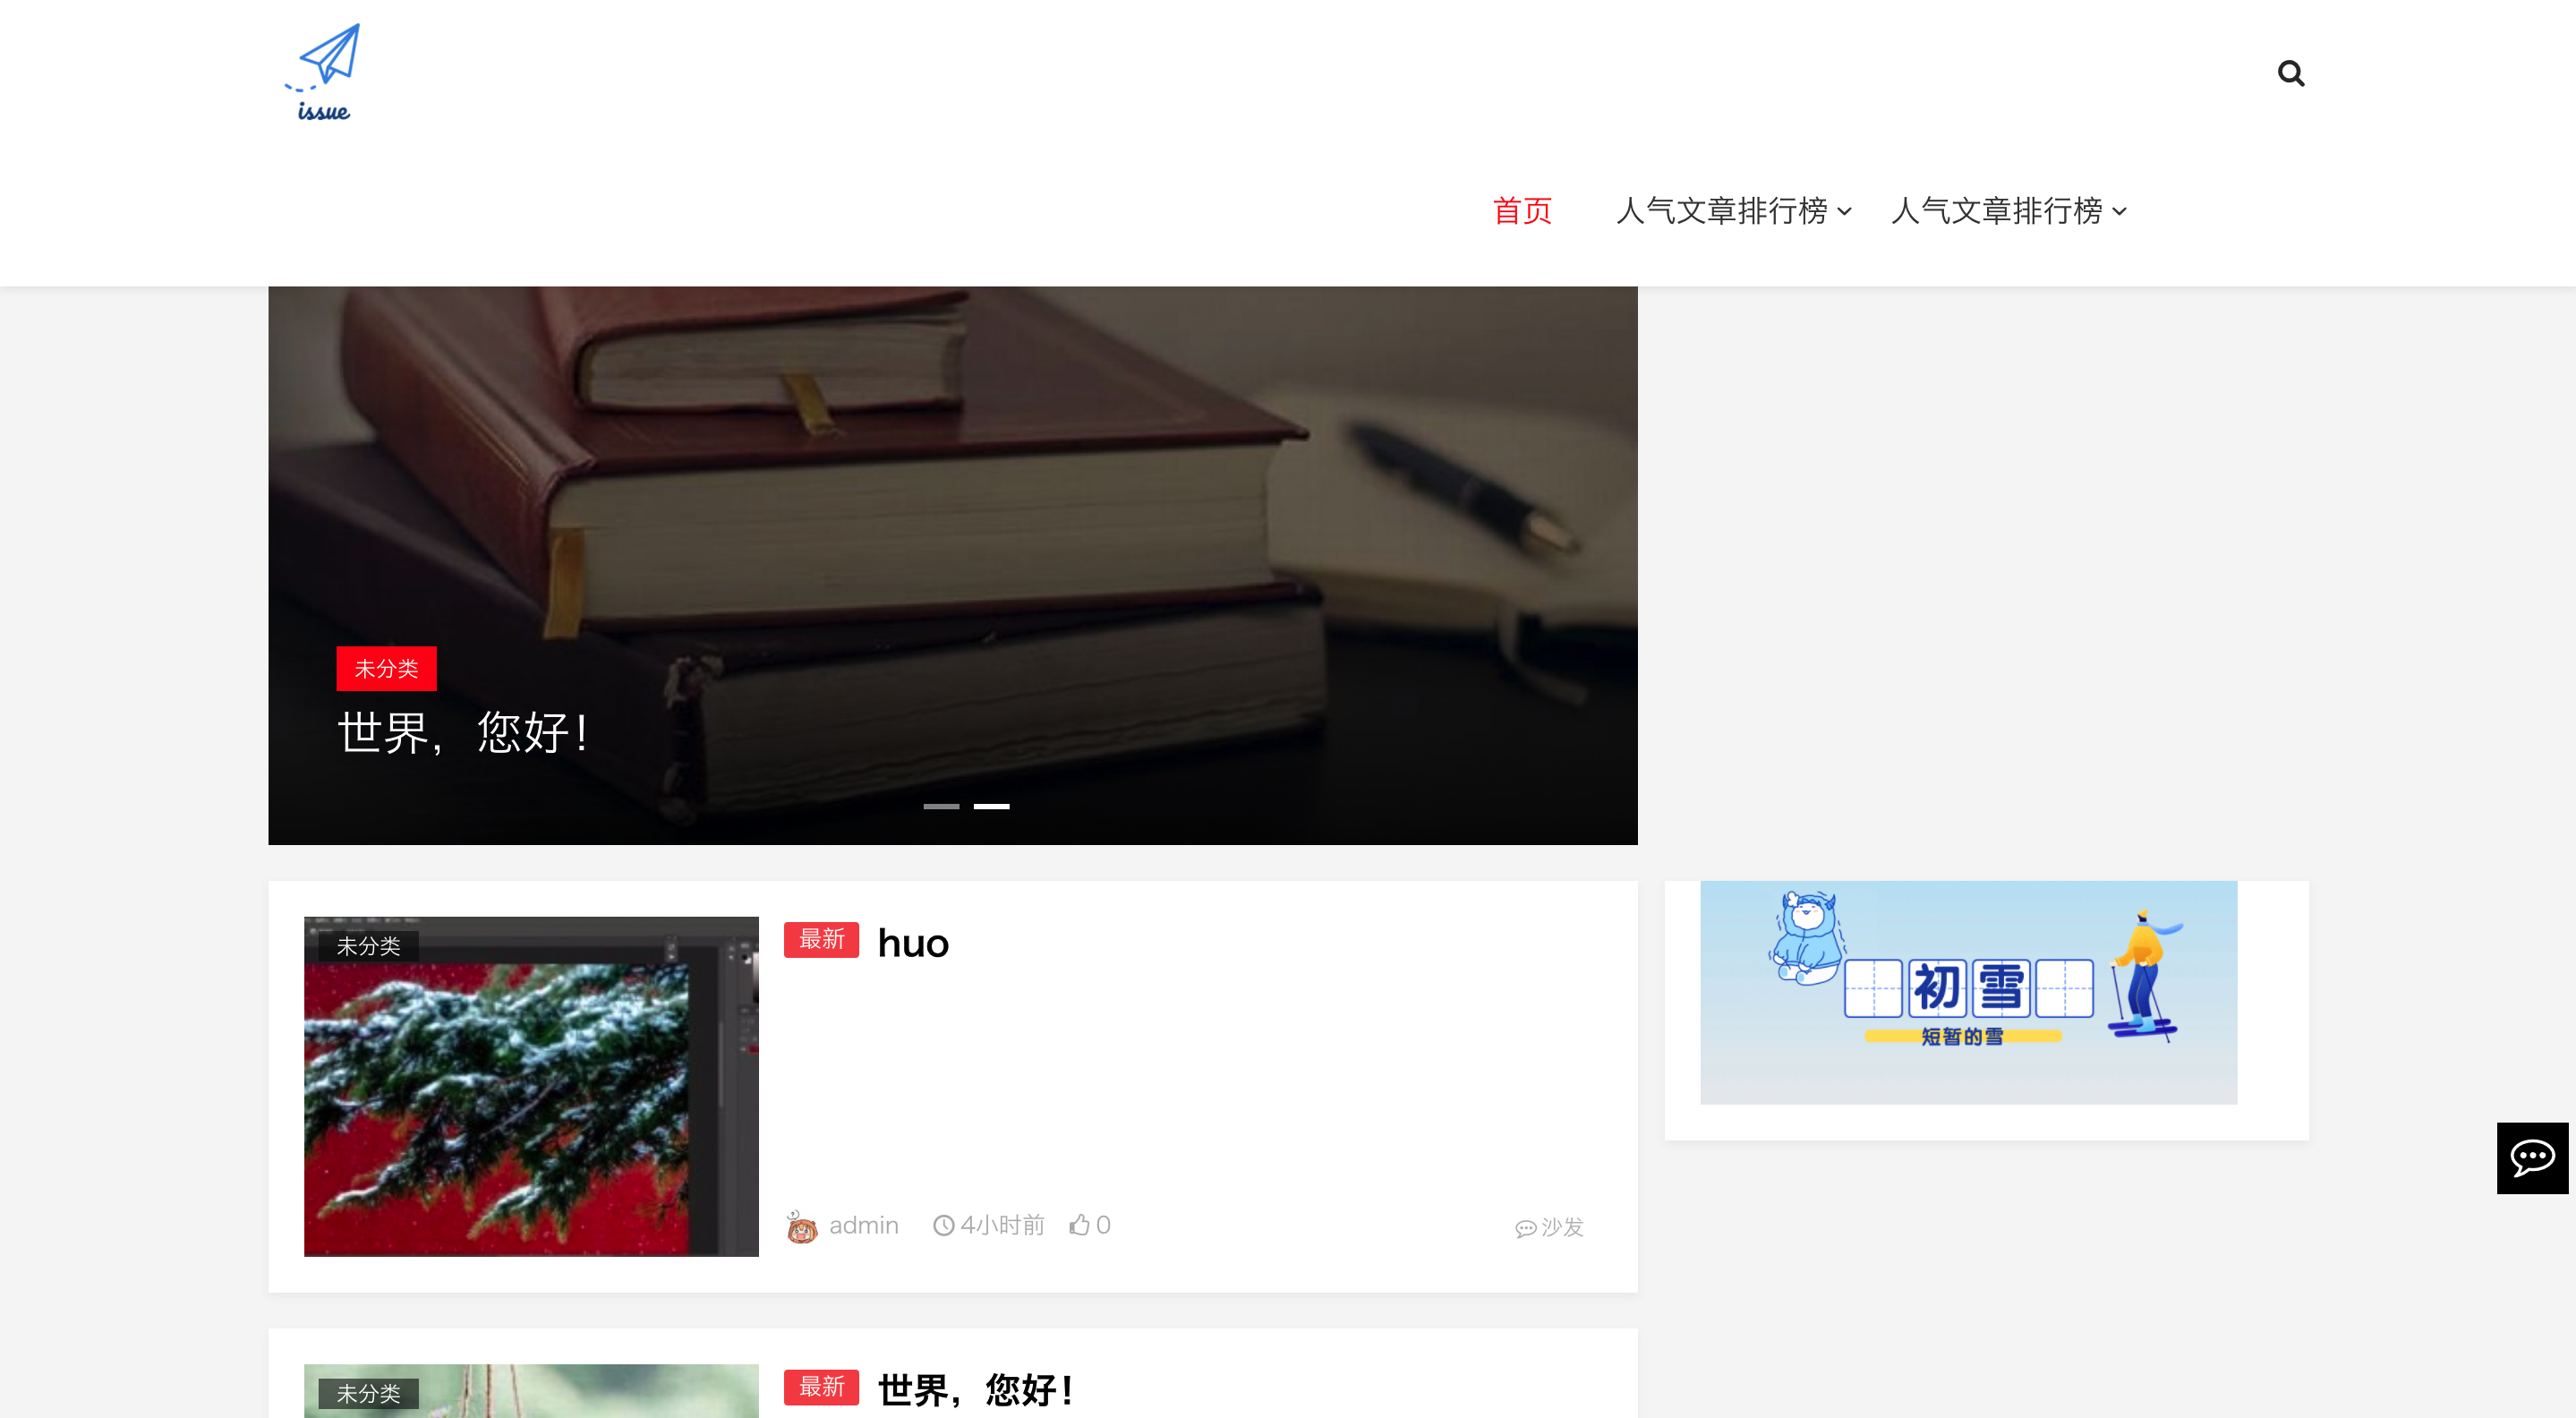 issue
首页 人气文章排行榜 人气文章排行榜
未分类
世界，您好！
未分类
最新 huo
admin 4小时前 0 沙发
初雪
短暂的雪
未分类
最新 世界，您好！